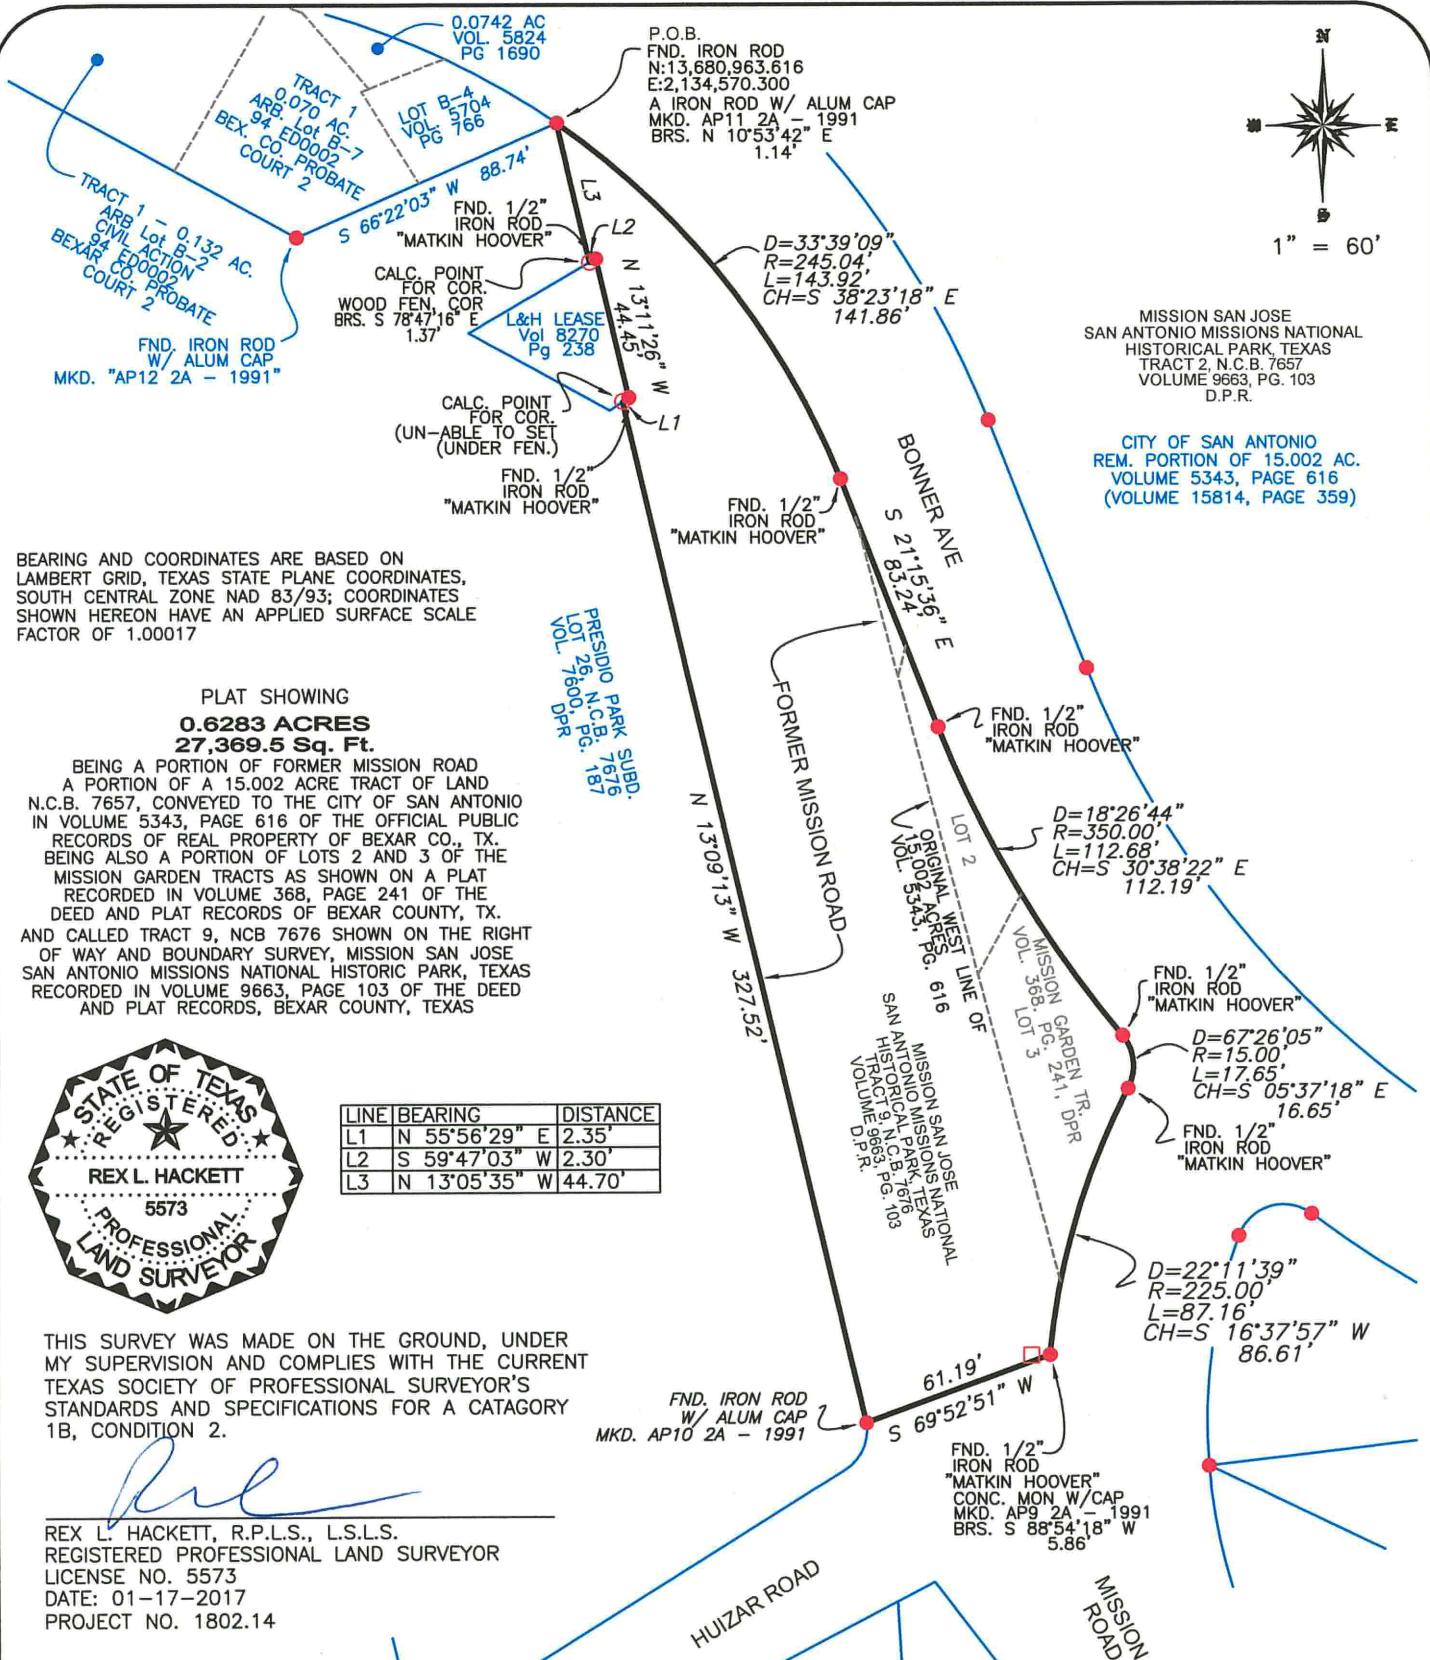 0.0742 AC
VOL. 5824
PG 1690
P.O.B.
FND. IRON ROD
N:13,680,963.616
E:2,134,570.300
A IRON ROD W/ ALUM CAP
MKD. AP11 2A - 1991
BRS. N 10°53'42" E
1.14'
N
W
S
1" = 60'
TRACT 1
0.070 AC.
ARB. Lot B-7
94 ED0002
BEX. CO. PROBATE
COURT 2
LOT B-4
VOL. 5704
PG 766
TRACT 1 - 0.132 AC.
ARB Lot B-2
CIVIL ACTION
94 ED0002
BEXAR CO. PROBATE
COURT 2
S 66°22'03" W 88.74'
L3
FND. 1/2"
IRON ROD
"MATKIN HOOVER"
L2
CALC. POINT
FOR COR.
WOOD FEN. COR
BRS. S 78°47'16" E
1.37'
N 13°11'26" W
44.45'
L&H LEASE
Vol 8270
Pg 238
D=33°39'09"
R=245.04'
L=143.92'
CH=S 38°23'18" E
141.86'
FND. IRON ROD
W/ ALUM CAP
MKD. "AP12 2A - 1991"
MISSION SAN JOSE
SAN ANTONIO MISSIONS NATIONAL
HISTORICAL PARK, TEXAS
TRACT 2, N.C.B. 7657
VOLUME 9663, PG. 103
D.P.R.
CALC. POINT
FOR COR.
(UN-ABLE TO SET
(UNDER FEN.)
L1
FND. 1/2"
IRON ROD
"MATKIN HOOVER"
CITY OF SAN ANTONIO
REM. PORTION OF 15.002 AC.
VOLUME 5343, PAGE 616
(VOLUME 15814, PAGE 359)
BONNER AVE
FND. 1/2"
IRON ROD
"MATKIN HOOVER"
S 21°15'36" E
83.24'
BEARING AND COORDINATES ARE BASED ON
LAMBERT GRID, TEXAS STATE PLANE COORDINATES,
SOUTH CENTRAL ZONE NAD 83/93; COORDINATES
SHOWN HEREON HAVE AN APPLIED SURFACE SCALE
FACTOR OF 1.00017
PRESIDIO PARK SUBD.
LOT 26, N.C.B. 7676
VOL. 7600, PG. 187
DPR
FORMER MISSION ROAD
PLAT SHOWING
0.6283 ACRES
27,369.5 Sq. Ft.
BEING A PORTION OF FORMER MISSION ROAD
A PORTION OF A 15.002 ACRE TRACT OF LAND
N.C.B. 7657, CONVEYED TO THE CITY OF SAN ANTONIO
IN VOLUME 5343, PAGE 616 OF THE OFFICIAL PUBLIC
RECORDS OF REAL PROPERTY OF BEXAR CO., TX.
BEING ALSO A PORTION OF LOTS 2 AND 3 OF THE
MISSION GARDEN TRACTS AS SHOWN ON A PLAT
RECORDED IN VOLUME 368, PAGE 241 OF THE
DEED AND PLAT RECORDS OF BEXAR COUNTY, TX.
AND CALLED TRACT 9, NCB 7676 SHOWN ON THE RIGHT
OF WAY AND BOUNDARY SURVEY, MISSION SAN JOSE
SAN ANTONIO MISSIONS NATIONAL HISTORIC PARK, TEXAS
RECORDED IN VOLUME 9663, PAGE 103 OF THE DEED
AND PLAT RECORDS, BEXAR COUNTY, TEXAS
FND. 1/2"
IRON ROD
"MATKIN HOOVER"
N 13°09'13" W 327.52'
LOT 2
ORIGINAL WEST LINE OF
15.002 ACRES
VOL. 5343, PG. 616
D=18°26'44"
R=350.00'
L=112.68'
CH=S 30°38'22" E
112.19'
MISSION GARDEN TR.
VOL. 368, PG. 241, DPR
LOT 3
FND. 1/2"
IRON ROD
"MATKIN HOOVER"
D=67°26'05"
R=15.00'
L=17.65'
CH=S 05°37'18" E
16.65'
MISSION SAN JOSE
SAN ANTONIO MISSIONS NATIONAL
HISTORICAL PARK, TEXAS
TRACT 9, N.C.B. 7676
VOLUME 9663, PG. 103
D.P.R.
FND. 1/2"
IRON ROD
"MATKIN HOOVER"
STATE OF TEXAS
REGISTERED
REX L. HACKETT
5573
PROFESSIONAL
LAND SURVEYOR
LINE BEARING DISTANCE
L1 N 55°56'29" E 2.35'
L2 S 59°47'03" W 2.30'
L3 N 13°05'35" W 44.70'
D=22°11'39"
R=225.00'
L=87.16'
CH=S 16°37'57" W
86.61'
THIS SURVEY WAS MADE ON THE GROUND, UNDER
MY SUPERVISION AND COMPLIES WITH THE CURRENT
TEXAS SOCIETY OF PROFESSIONAL SURVEYOR'S
STANDARDS AND SPECIFICATIONS FOR A CATAGORY
1B, CONDITION 2.
61.19'
S 69°52'51" W
FND. IRON ROD
W/ ALUM CAP
MKD. AP10 2A - 1991
FND. 1/2"
IRON ROD
"MATKIN HOOVER"
CONC. MON W/CAP
MKD. AP9 2A - 1991
BRS. S 88°54'18" W
5.86'
REX L. HACKETT, R.P.L.S., L.S.L.S.
REGISTERED PROFESSIONAL LAND SURVEYOR
LICENSE NO. 5573
DATE: 01-17-2017
PROJECT NO. 1802.14
HUIZAR ROAD
MISSION
ROAD